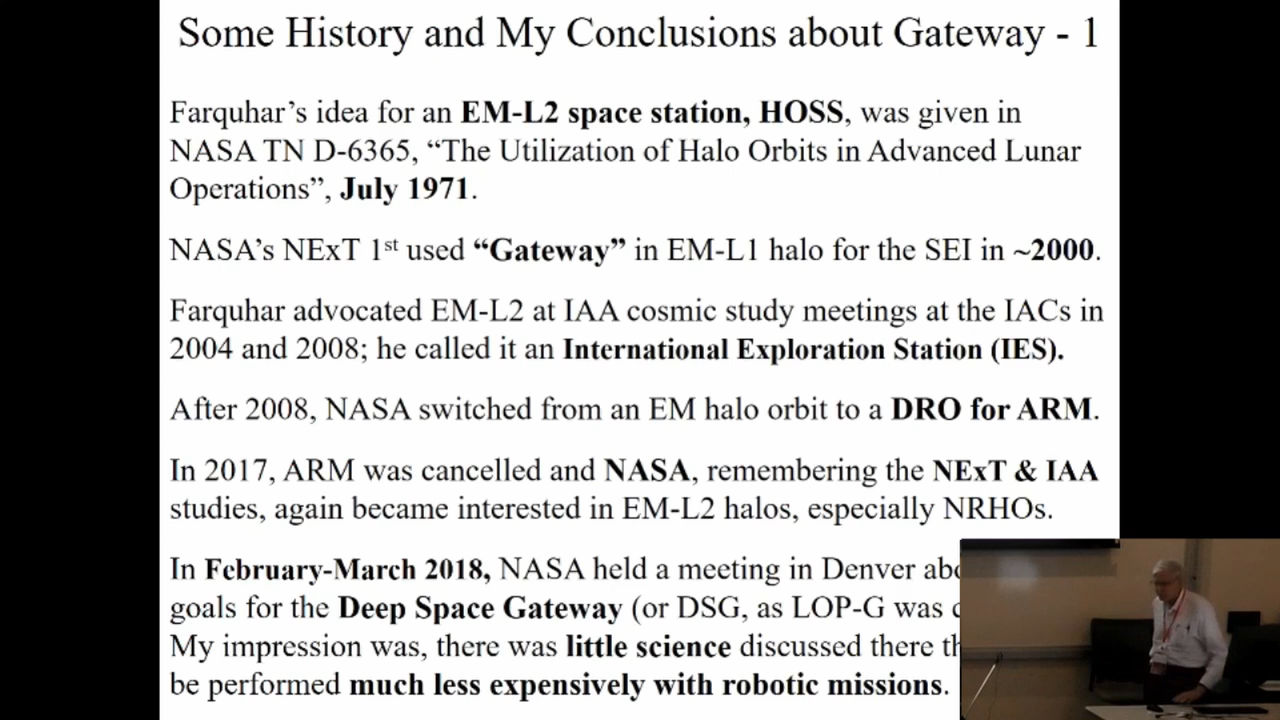 Some History and My Conclusions about Gateway - 1
Farquhar’s idea for an EM-L2 space station, HOSS, was given in
NASA TN D-6365, “The Utilization of Halo Orbits in Advanced Lunar
Operations”, July 1971.
NASA’s NExT 1st used “Gateway” in EM-L1 halo for the SEI in ~2000.
Farquhar advocated EM-L2 at IAA cosmic study meetings at the IACs in
2004 and 2008; he called it an International Exploration Station (IES).
After 2008, NASA switched from an EM halo orbit to a DRO for ARM.
In 2017, ARM was cancelled and NASA, remembering the NExT & IAA
studies, again became interested in EM-L2 halos, especially NRHOs.
In February-March 2018, NASA held a meeting in Denver
goals for the Deep Space Gateway (or DSG, as LOP-G was
My impression was, there was little science discussed there
be performed much less expensively with robotic missions.